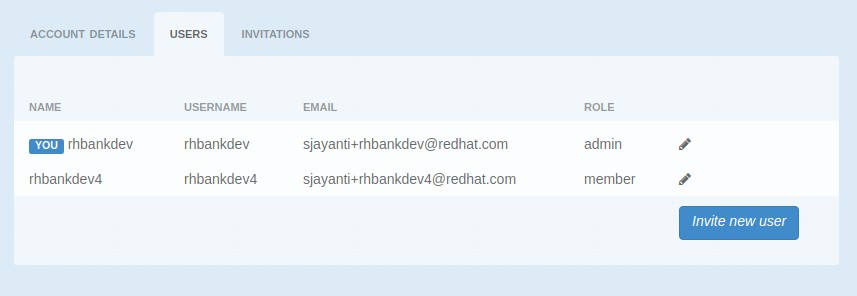 ACCOUNT DETAILS USERS INVITATIONS
NAME USERNAME EMAIL ROLE
YOU rhbankdev rhbankdev sjayanti+rhbankdev@redhat.com admin
rhbankdev4 rhbankdev4 sjayanti+rhbankdev4@redhat.com member
Invite new user